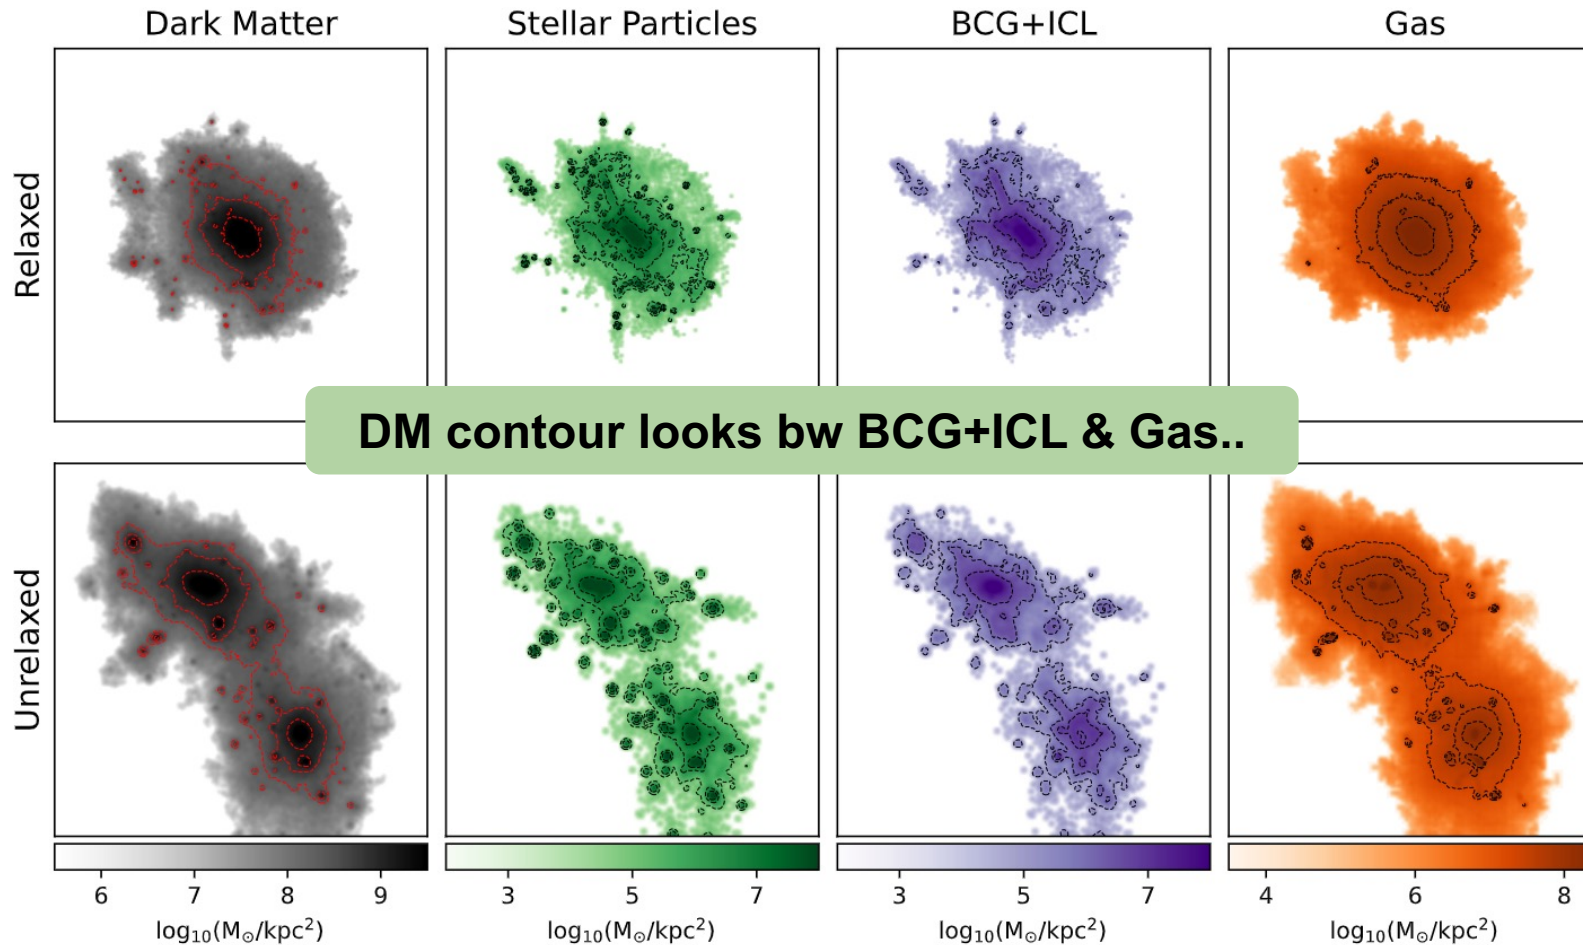 Dark Matter
Stellar Particles
BCG+ICL
Gas
Relaxed
DM contour looks bw BCG+ICL & Gas..
Unrelaxed
6 7 8 9
3 5 7
3 5 7
4 6 8
log₁₀(M☉/kpc²)
log₁₀(M☉/kpc²)
log₁₀(M☉/kpc²)
log₁₀(M☉/kpc²)